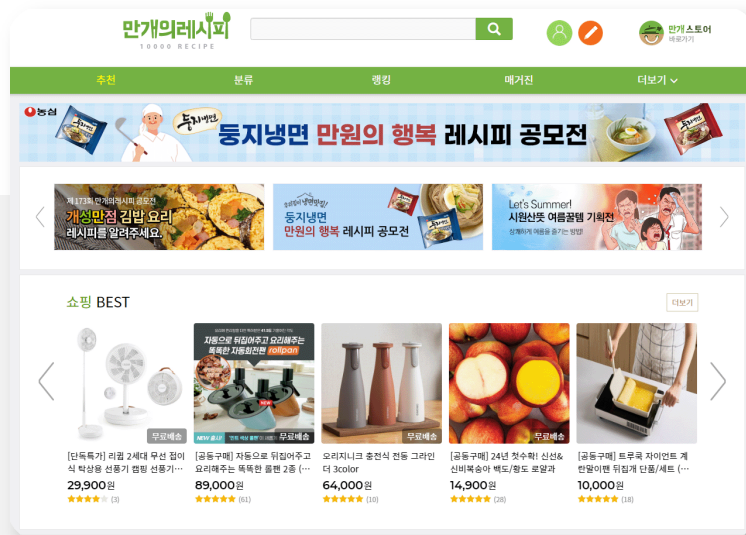 만개의레시피
10000 RECIPE
만개스토어
바로가기
추천 분류 랭킹 매거진 더보기
농심
둥지냉면 둥지냉면 만원의 행복 레시피 공모전
제 173회 만개의레시피 공모전
개성만점 김밥 요리
레시피를 알려주세요.
둥지냉면
만원의 행복 레시피 공모전
Let's Summer!
시원산뜻 여름꿀템 기획전
상쾌하게 여름을 즐기는 방법!
쇼핑 BEST
더보기
무료배송
[단독특가] 리큅 2세대 무선 접이
식 탁상용 선풍기 캠핑 선풍기…
29,900원
(3)
자동으로 뒤집어주고 요리해주는
똑똑한 자동회전팬 rollpan
NEW
NEW 출시!
무료배송
[공동구매] 자동으로 뒤집어주고
요리해주는 똑똑한 롤팬 2종 (…
89,000원
(61)
무료배송
오리지니크 충전식 전동 그라인
더 3color
64,000원
(10)
무료배송
[공동구매] 24년 첫수확! 신선&
신비복숭아 백도/황도 로얄과
14,900원
(28)
[공동구매] 트루쿡 자이언트 계
란말이팬 뒤집개 단품/세트 (…
10,000원
(18)